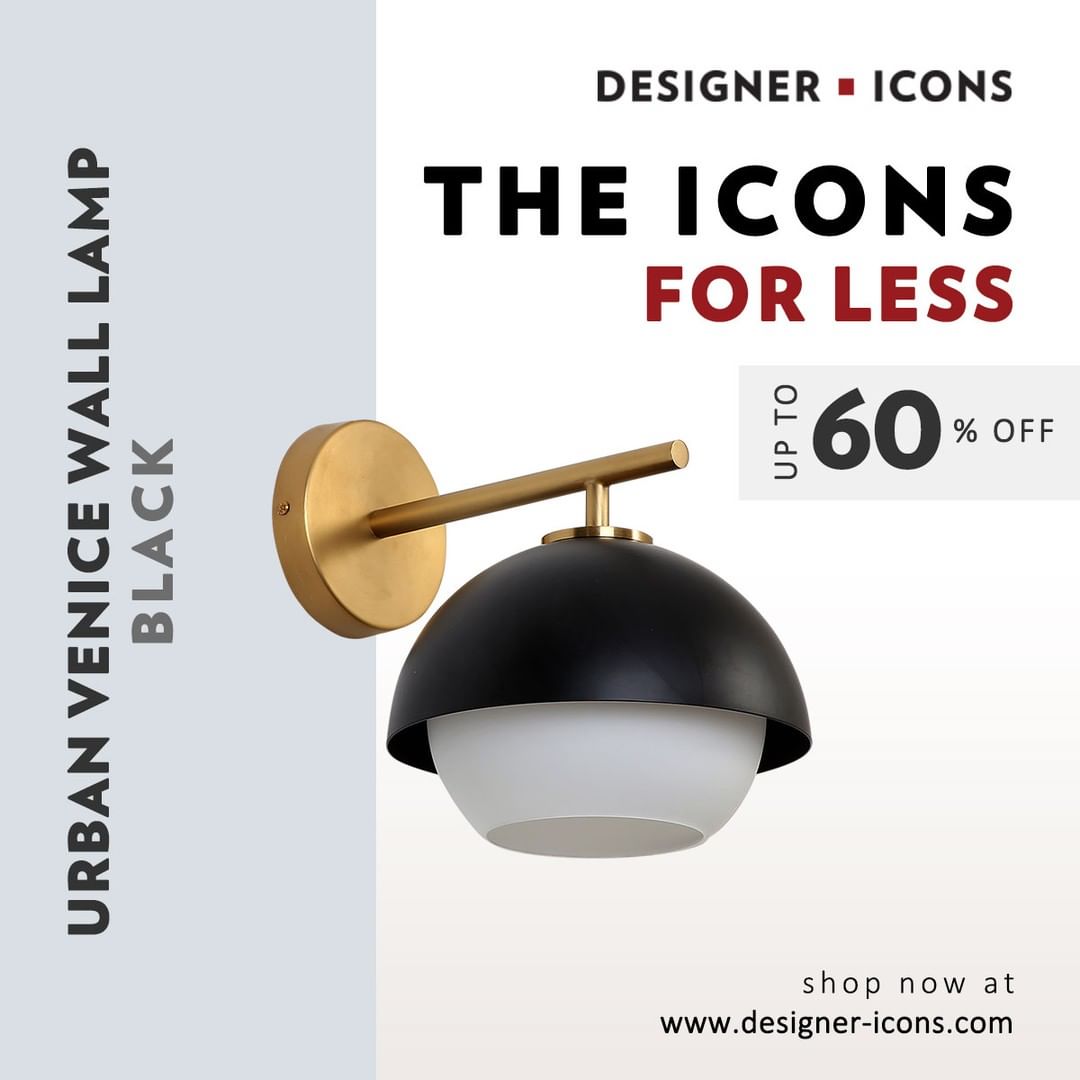 DESIGNER ▪ ICONS
THE ICONS
FOR LESS
UP TO 60 % OFF
URBAN VENICE WALL LAMP
BLACK
shop now at
www.designer-icons.com